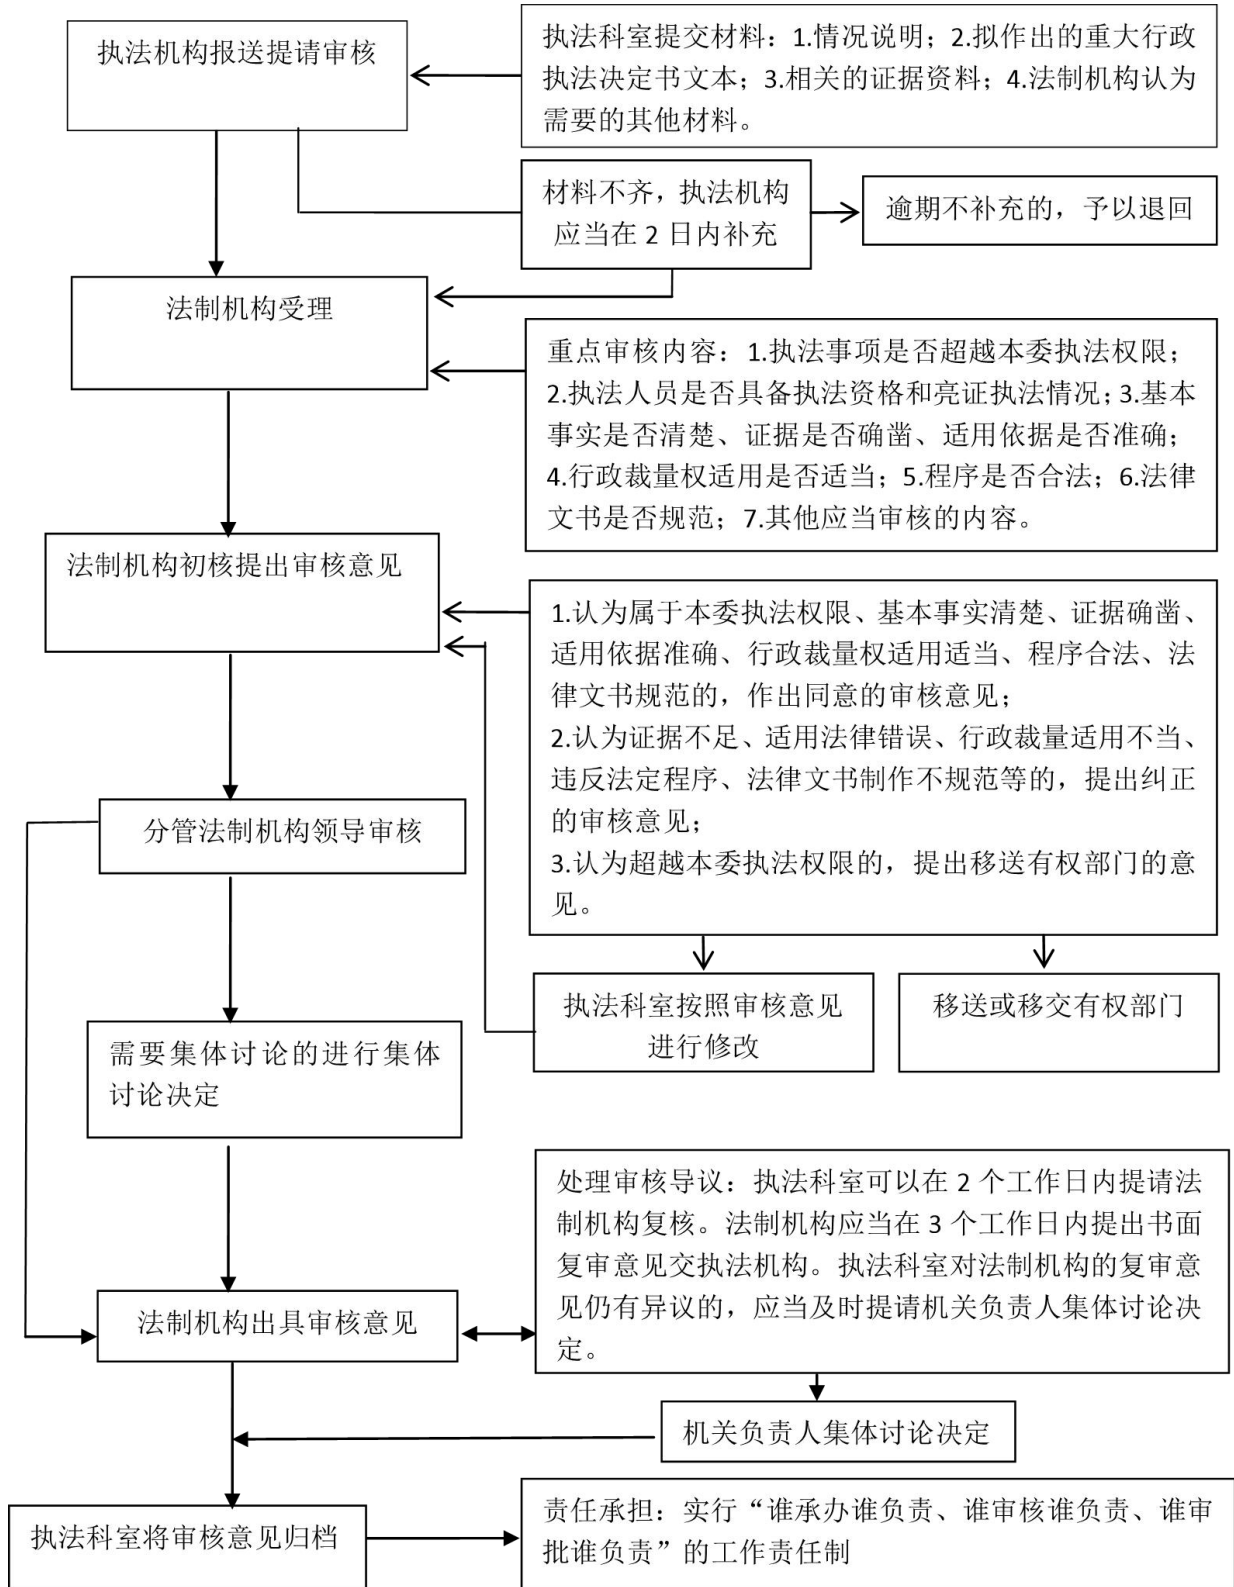 执法机构报送提请审核
执法科室提交材料：1.情况说明；2.拟作出的重大行政
执法决定书文本；3.相关的证据资料；4.法制机构认为
需要的其他材料。
材料不齐，执法机构
应当在 2 日内补充
逾期不补充的，予以退回
法制机构受理
重点审核内容：1.执法事项是否超越本委执法权限；
2.执法人员是否具备执法资格和亮证执法情况；3.基本
事实是否清楚、证据是否确凿、适用依据是否准确；
4.行政裁量权适用是否适当；5.程序是否合法；6.法律
文书是否规范；7.其他应当审核的内容。
法制机构初核提出审核意见
1.认为属于本委执法权限、基本事实清楚、证据确凿、
适用依据准确、行政裁量权适用适当、程序合法、法
律文书规范的，作出同意的审核意见；
2.认为证据不足、适用法律错误、行政裁量适用不当、
违反法定程序、法律文书制作不规范等的，提出纠正
的审核意见；
3.认为超越本委执法权限的，提出移送有权部门的意
见。
分管法制机构领导审核
执法科室按照审核意见
进行修改
移送或移交有权部门
需要集体讨论的进行集体
讨论决定
处理审核导议：执法科室可以在 2 个工作日内提请法
制机构复核。法制机构应当在 3 个工作日内提出书面
复审意见交执法机构。执法科室对法制机构的复审意
见仍有异议的，应当及时提请机关负责人集体讨论决
定。
法制机构出具审核意见
机关负责人集体讨论决定
执法科室将审核意见归档
责任承担：实行“谁承办谁负责、谁审核谁负责、谁审
批谁负责”的工作责任制